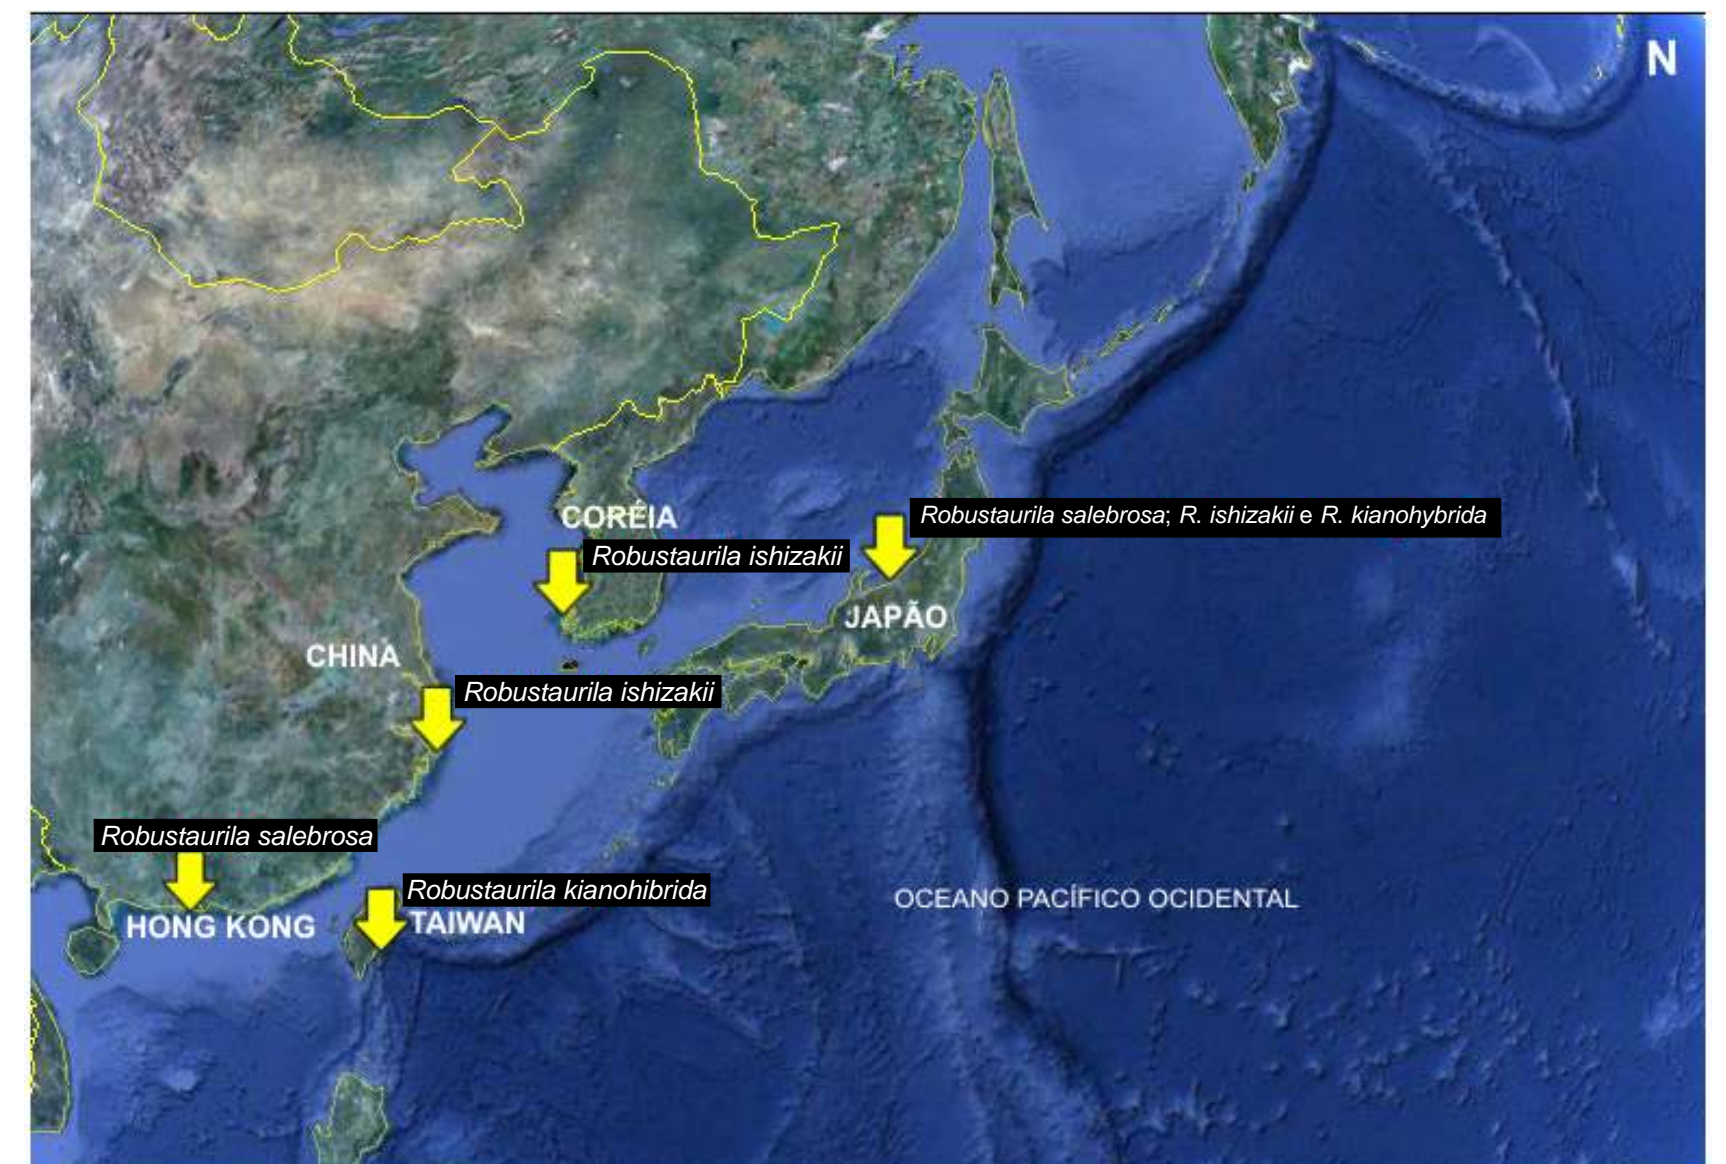 N
CORÉIA
Robustaurila salebrosa; R. ishizakii e R. kianohybrida
Robustaurila ishizakii
JAPÃO
CHINA
Robustaurila ishizakii
Robustaurila salebrosa
Robustaurila kianohibrida
OCEANO PACÍFICO OCIDENTAL
HONG KONG
TAIWAN